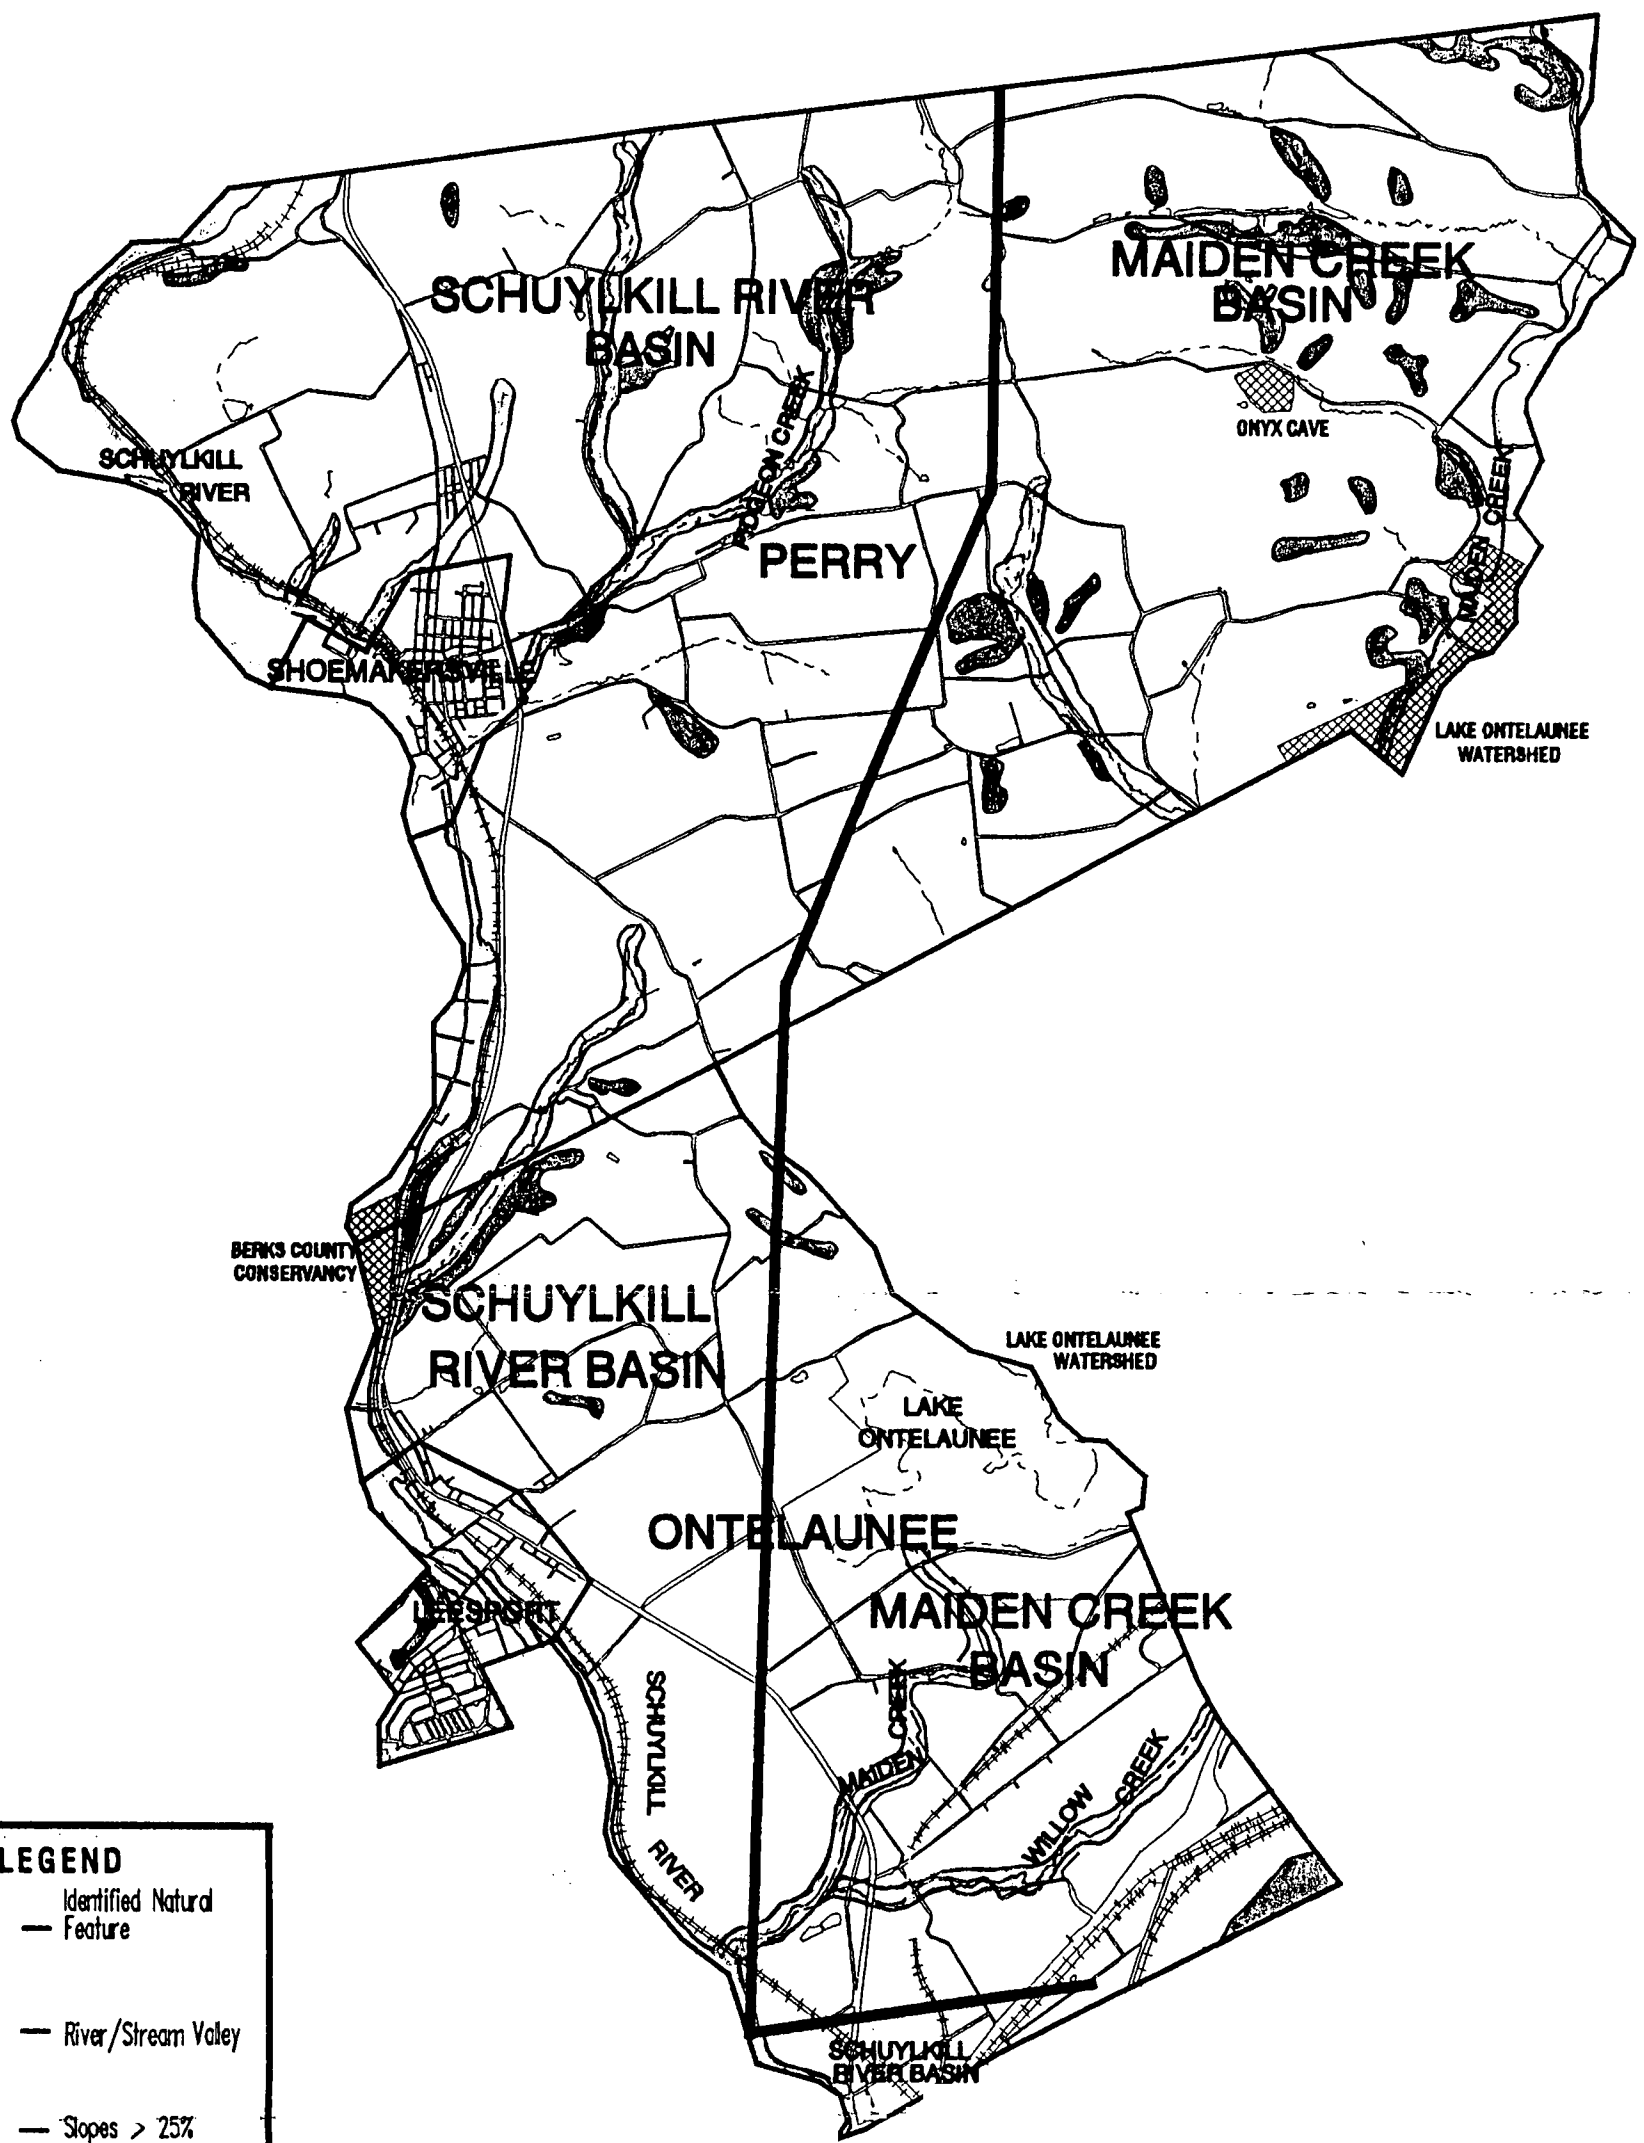 MAIDEN CREEK
BASIN
SCHUYLKILL RIVER
BASIN
PIDGEON CREEK
ONYX CAVE
SCHUYLKILL
RIVER
MAIDEN CREEK
PERRY
SHOEMAKERSVILLE
LAKE ONTELAUNEE
WATERSHED
BERKS COUNTY
CONSERVANCY
SCHUYLKILL
RIVER BASIN
LAKE ONTELAUNEE
WATERSHED
LAKE
ONTELAUNEE
ONTELAUNEE
LEESPORT
MAIDEN CREEK
BASIN
SCHUYLKILL
RIVER
MAIDEN
CREEK
WILLOW
CREEK
SCHUYLKILL
RIVER BASIN
LEGEND
Identified Natural
— Feature
— River/Stream Valley
— Slopes > 25%